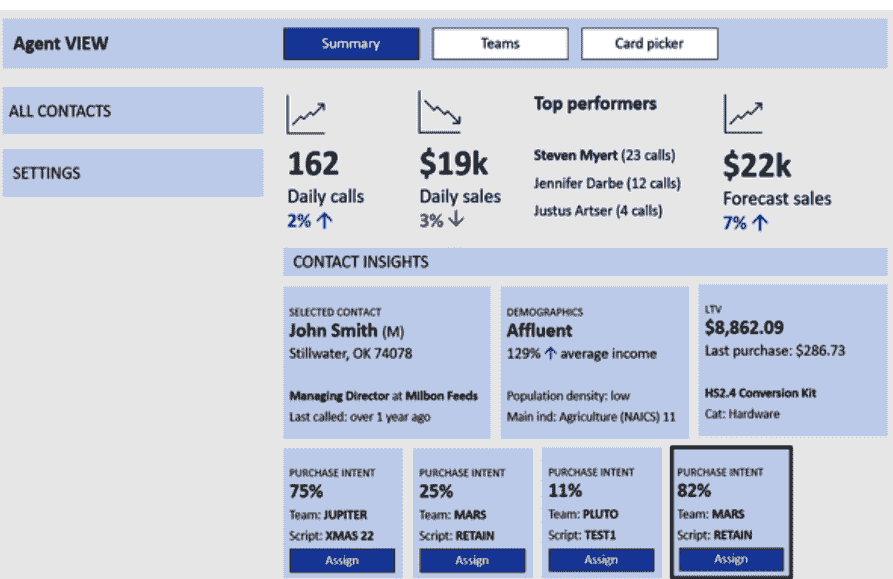 Agent VIEW
Summary
Teams
Card picker
ALL CONTACTS
SETTINGS
162
Daily calls
2% ↑
$19k
Daily sales
3% ↓
Top performers
Steven Myert (23 calls)
Jennifer Darbe (12 calls)
Justus Artser (4 calls)
$22k
Forecast sales
7% ↑
CONTACT INSIGHTS
SELECTED CONTACT
John Smith (M)
Stillwater, OK 74078
Managing Director at Milbon Feeds
Last called: over 1 year ago
DEMOGRAPHICS
Affluent
129% ↑ average income
Population density: low
Main ind: Agriculture (NAICS) 11
LTV
$8,862.09
Last purchase: $286.73
HS2.4 Conversion Kit
Cat: Hardware
PURCHASE INTENT
75%
Team: JUPITER
Script: XMAS 22
Assign
PURCHASE INTENT
25%
Team: MARS
Script: RETAIN
Assign
PURCHASE INTENT
11%
Team: PLUTO
Script: TEST1
Assign
PURCHASE INTENT
82%
Team: MARS
Script: RETAIN
Assign